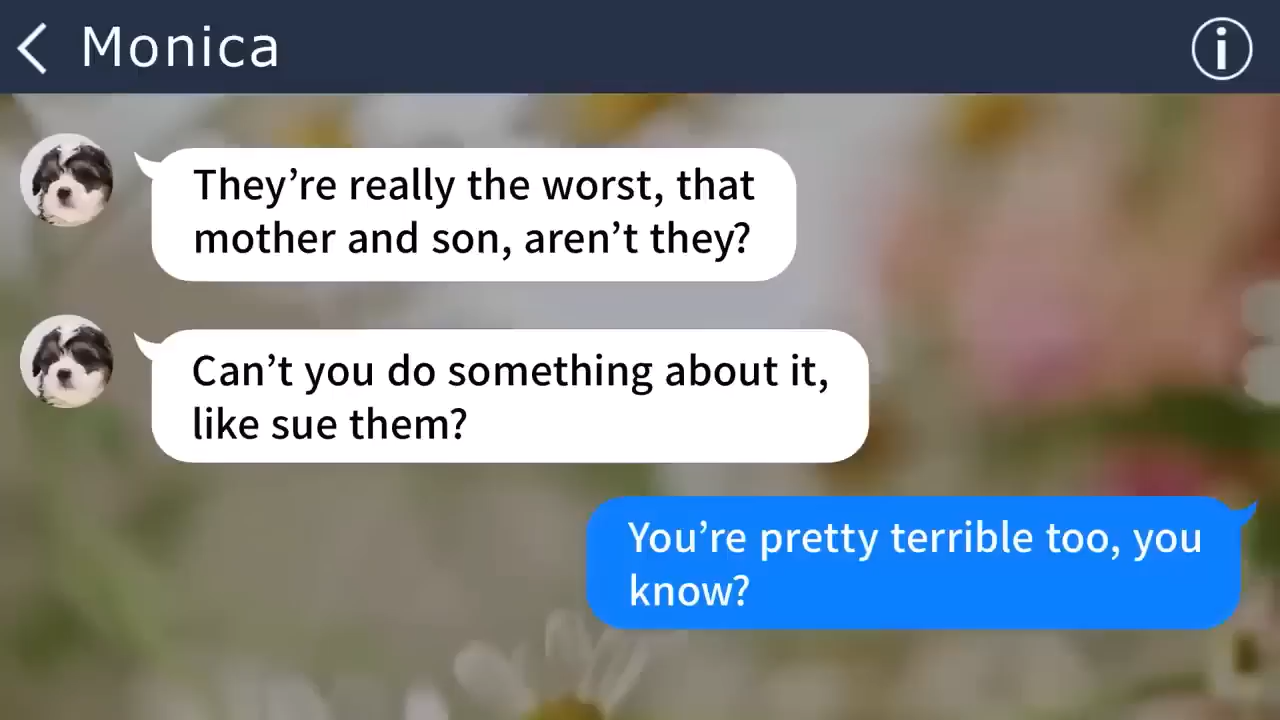 Monica
They’re really the worst, that
mother and son, aren’t they?
Can’t you do something about it,
like sue them?
You’re pretty terrible too, you
know?